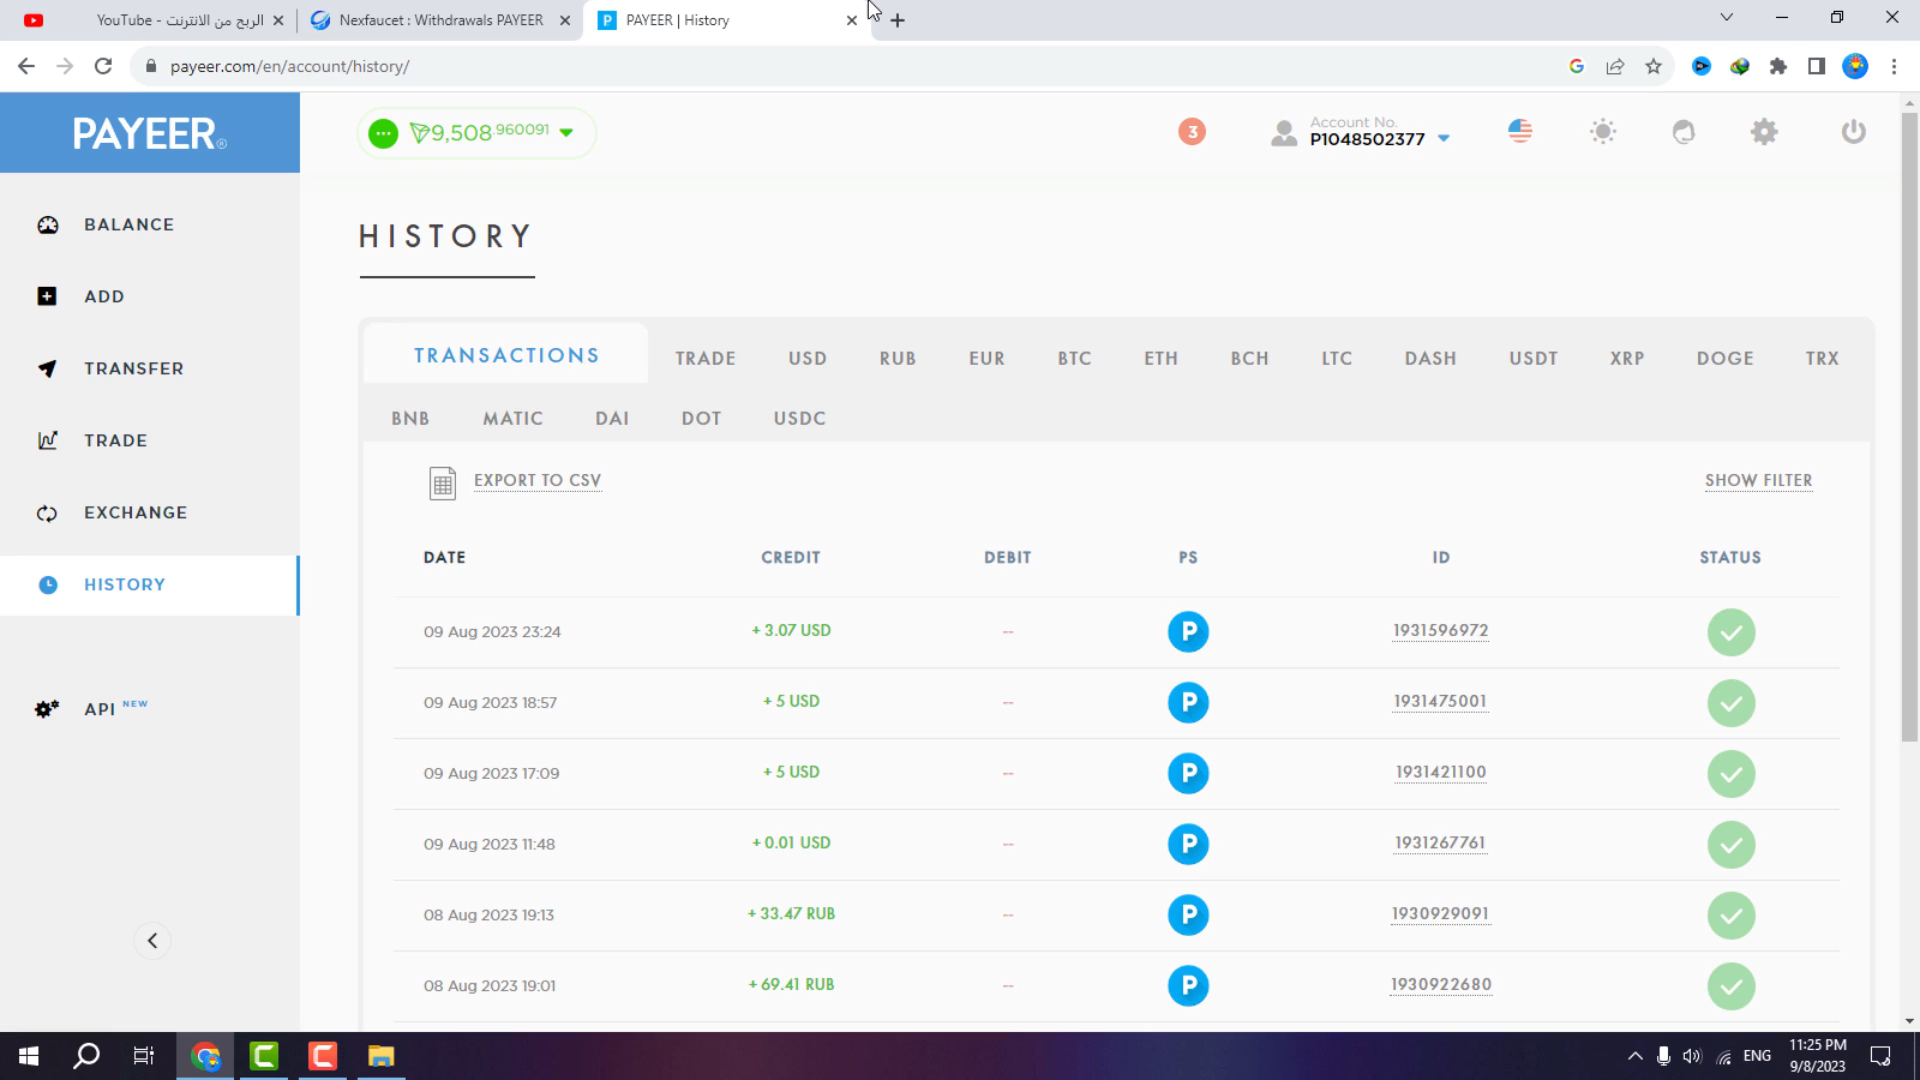 YouTube - الربح من الانترنت
Nexfaucet : Withdrawals PAYEER
PAYEER | History
payeer.com/en/account/history/
PAYEER®
9,508.960091
3
Account No.
P1048502377
BALANCE
ADD
TRANSFER
TRADE
EXCHANGE
HISTORY
API NEW
HISTORY
TRANSACTIONS TRADE USD RUB EUR BTC ETH BCH LTC DASH USDT XRP DOGE TRX
BNB MATIC DAI DOT USDC
EXPORT TO CSV
SHOW FILTER
DATE CREDIT DEBIT PS ID STATUS
09 Aug 2023 23:24 + 3.07 USD -- P 1931596972
09 Aug 2023 18:57 + 5 USD -- P 1931475001
09 Aug 2023 17:09 + 5 USD -- P 1931421100
09 Aug 2023 11:48 + 0.01 USD -- P 1931267761
08 Aug 2023 19:13 + 33.47 RUB -- P 1930929091
08 Aug 2023 19:01 + 69.41 RUB -- P 1930922680
ENG
11:25 PM
9/8/2023